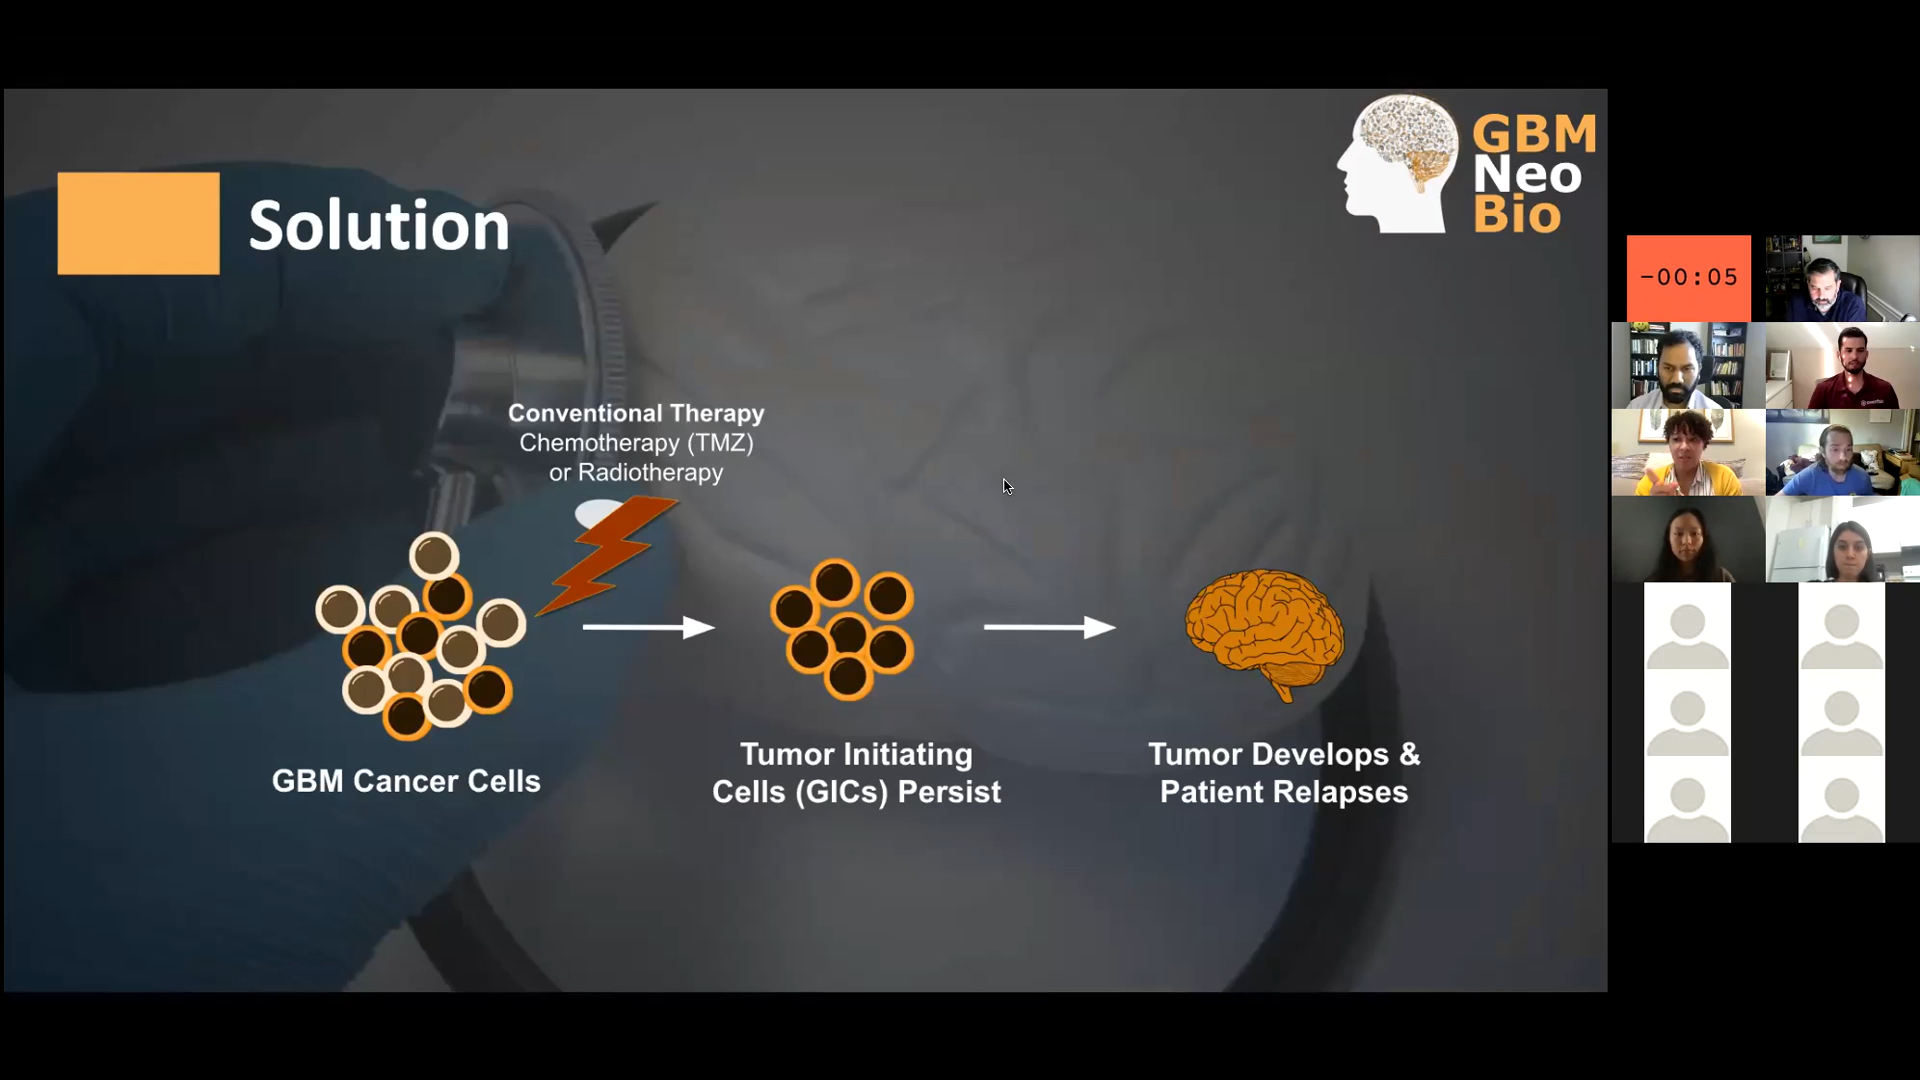 GBM
Neo
Bio
Solution
-00:05
Conventional Therapy
Chemotherapy (TMZ)
or Radiotherapy
GBM Cancer Cells
Tumor Initiating
Cells (GICs) Persist
Tumor Develops &
Patient Relapses